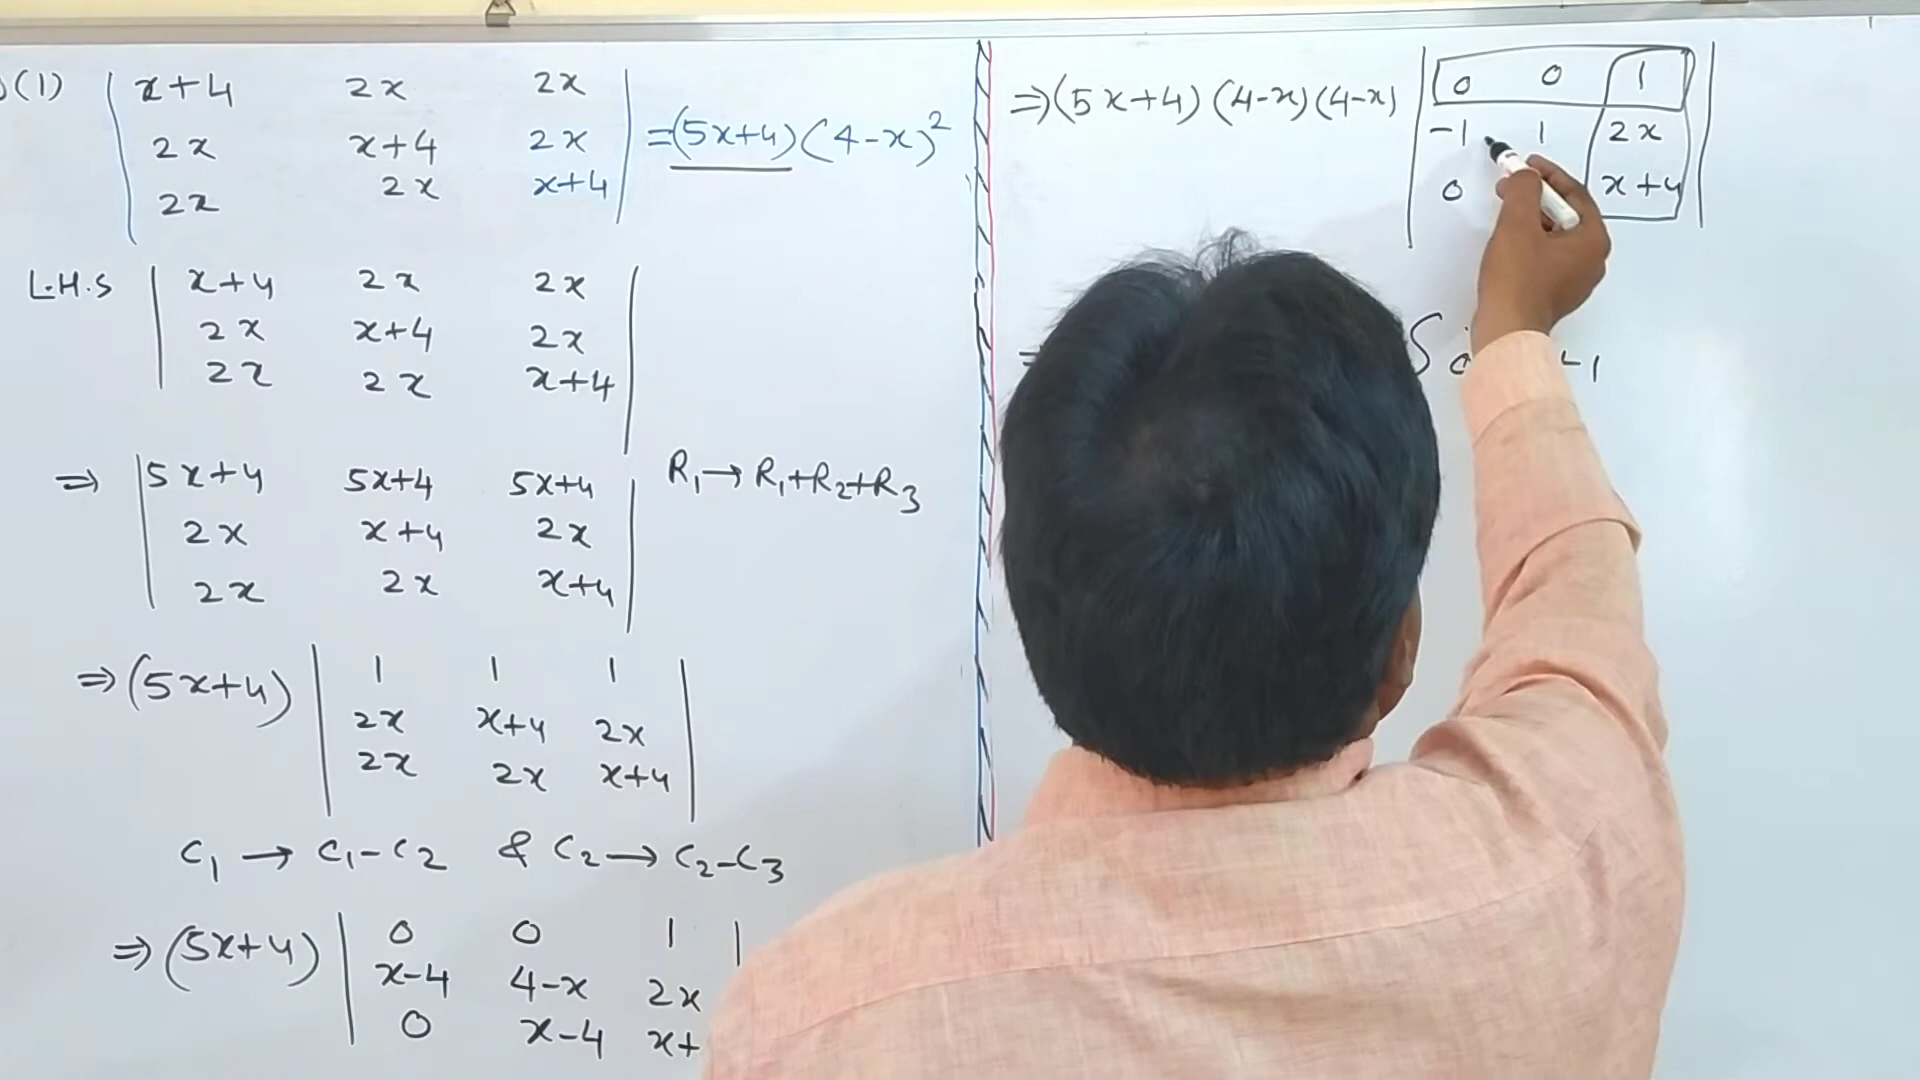 (1) | x+4 2x 2x |
| 2x x+4 2x | =(5x+4)(4-x)²
| 2x 2x x+4 |
L.H.S | x+4 2x 2x |
| 2x x+4 2x |
| 2x 2x x+4 |
⇒ | 5x+4 5x+4 5x+4 | R₁→R₁+R₂+R₃
| 2x x+4 2x |
| 2x 2x x+4 |
⇒(5x+4) | 1 1 1 |
| 2x x+4 2x |
| 2x 2x x+4 |
C₁→C₁-C₂ & C₂→C₂-C₃
⇒(5x+4) | 0 0 1 |
| x-4 4-x 2x
| 0 x-4 x+
⇒(5x+4)(4-x)(4-x) | 0 0 1 |
| -1 1 2x |
| 0 x+4 |